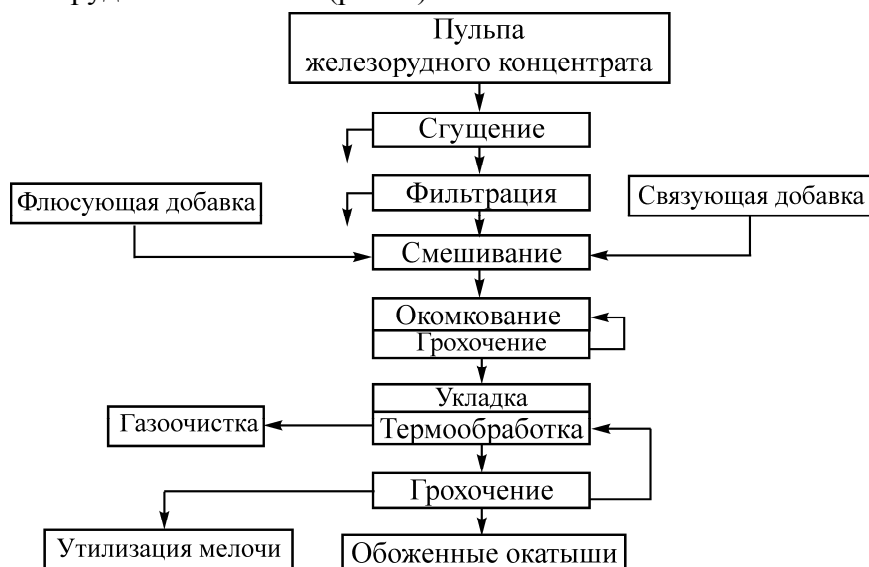 Пульпа
железорудного концентрата
Сгущение
Фильтрация
Флюсующая добавка
Связующая добавка
Смешивание
Окомкование
Грохочение
Укладка
Газоочистка
Термообработка
Грохочение
Утилизация мелочи
Обоженные окатыши